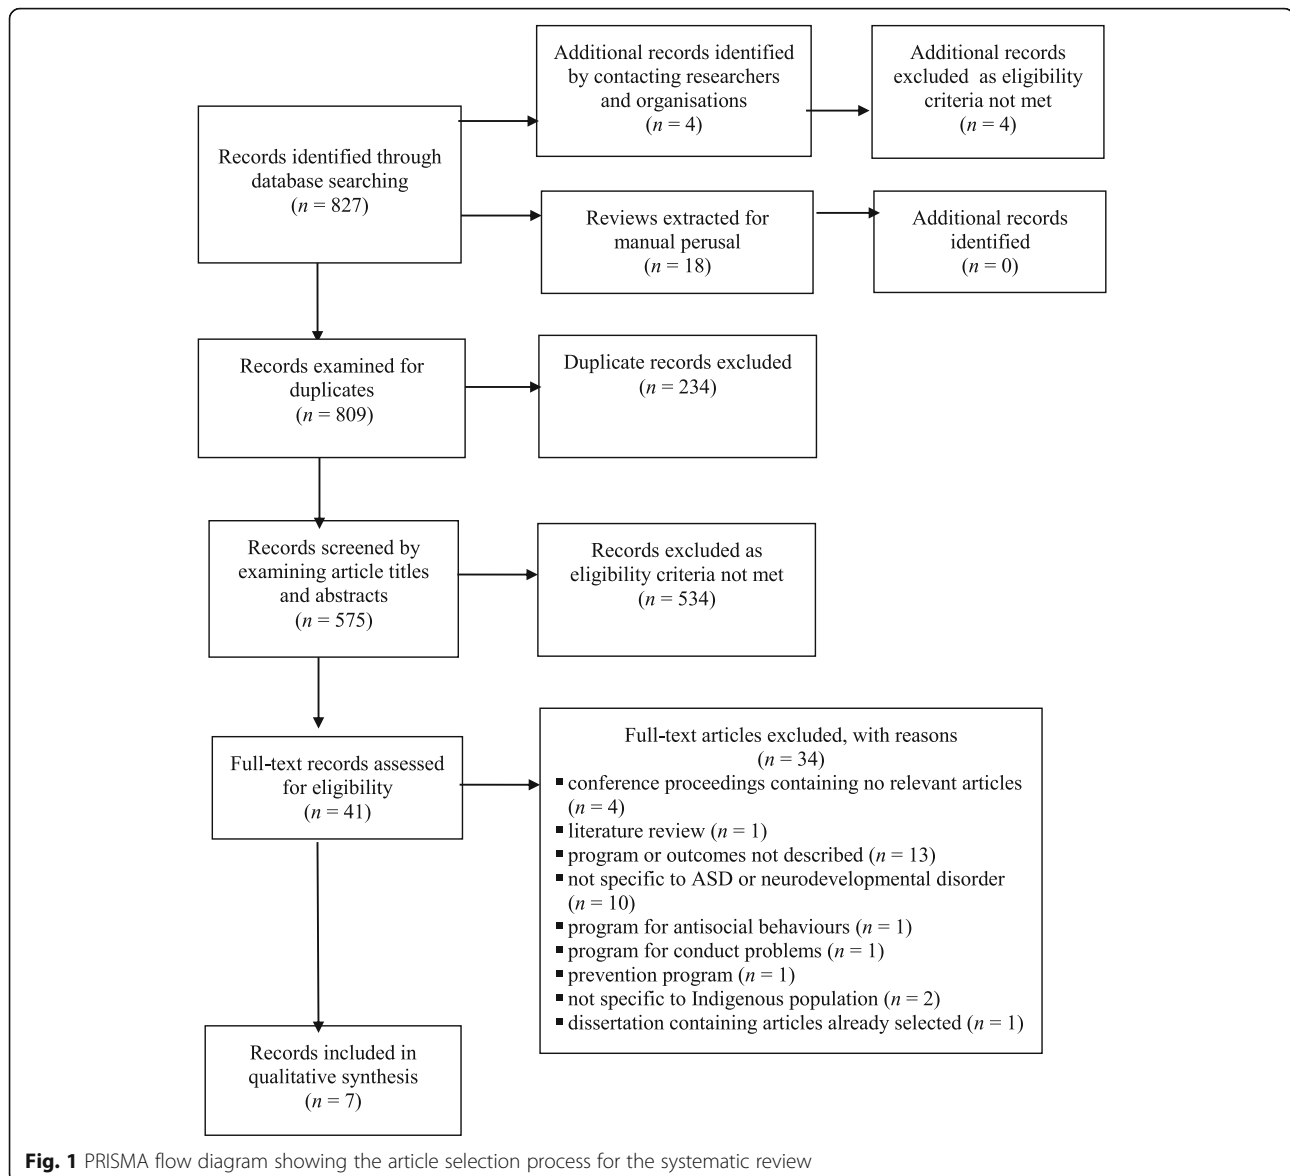 Records identified through
database searching
(n = 827)
Additional records identified
by contacting researchers
and organisations
(n = 4)
Additional records
excluded as eligibility
criteria not met
(n = 4)
Reviews extracted for
manual perusal
(n = 18)
Additional records
identified
(n = 0)
Records examined for
duplicates
(n = 809)
Duplicate records excluded
(n = 234)
Records screened by
examining article titles
and abstracts
(n = 575)
Records excluded as
eligibility criteria not met
(n = 534)
Full-text records assessed
for eligibility
(n = 41)
Full-text articles excluded, with reasons
(n = 34)
▪ conference proceedings containing no relevant articles
(n = 4)
▪ literature review (n = 1)
▪ program or outcomes not described (n = 13)
▪ not specific to ASD or neurodevelopmental disorder
(n = 10)
▪ program for antisocial behaviours (n = 1)
▪ program for conduct problems (n = 1)
▪ prevention program (n = 1)
▪ not specific to Indigenous population (n = 2)
▪ dissertation containing articles already selected (n = 1)
Records included in
qualitative synthesis
(n = 7)
Fig. 1 PRISMA flow diagram showing the article selection process for the systematic review